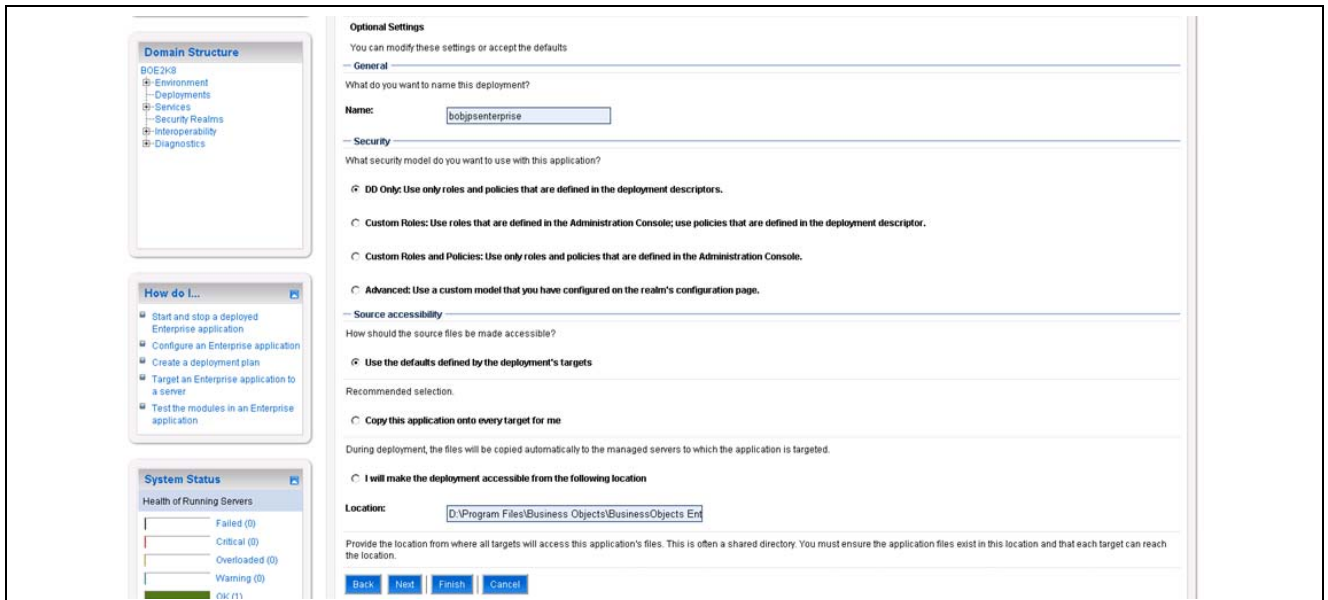 Domain Structure
BOE2K8
Environment
Deployments
Services
Security Realms
Interoperability
Diagnostics
How do I...
Start and stop a deployed
Enterprise application
Configure an Enterprise application
Create a deployment plan
Target an Enterprise application to
a server
Test the modules in an Enterprise
application
System Status
Health of Running Servers
Failed (0)
Critical (0)
Overloaded (0)
Warning (0)
OK (1)
Optional Settings
You can modify these settings or accept the defaults
General
What do you want to name this deployment?
Name: bobjpsenterprise
Security
What security model do you want to use with this application?
DD Only: Use only roles and policies that are defined in the deployment descriptors.
Custom Roles: Use roles that are defined in the Administration Console; use policies that are defined in the deployment descriptor.
Custom Roles and Policies: Use only roles and policies that are defined in the Administration Console.
Advanced: Use a custom model that you have configured on the realm's configuration page.
Source accessibility
How should the source files be made accessible?
Use the defaults defined by the deployment's targets
Recommended selection.
Copy this application onto every target for me
During deployment, the files will be copied automatically to the managed servers to which the application is targeted.
I will make the deployment accessible from the following location
Location: D:\Program Files\Business Objects\BusinessObjects Ent
Provide the location from where all targets will access this application's files. This is often a shared directory. You must ensure the application files exist in this location and that each target can reach
the location.
Back Next Finish Cancel